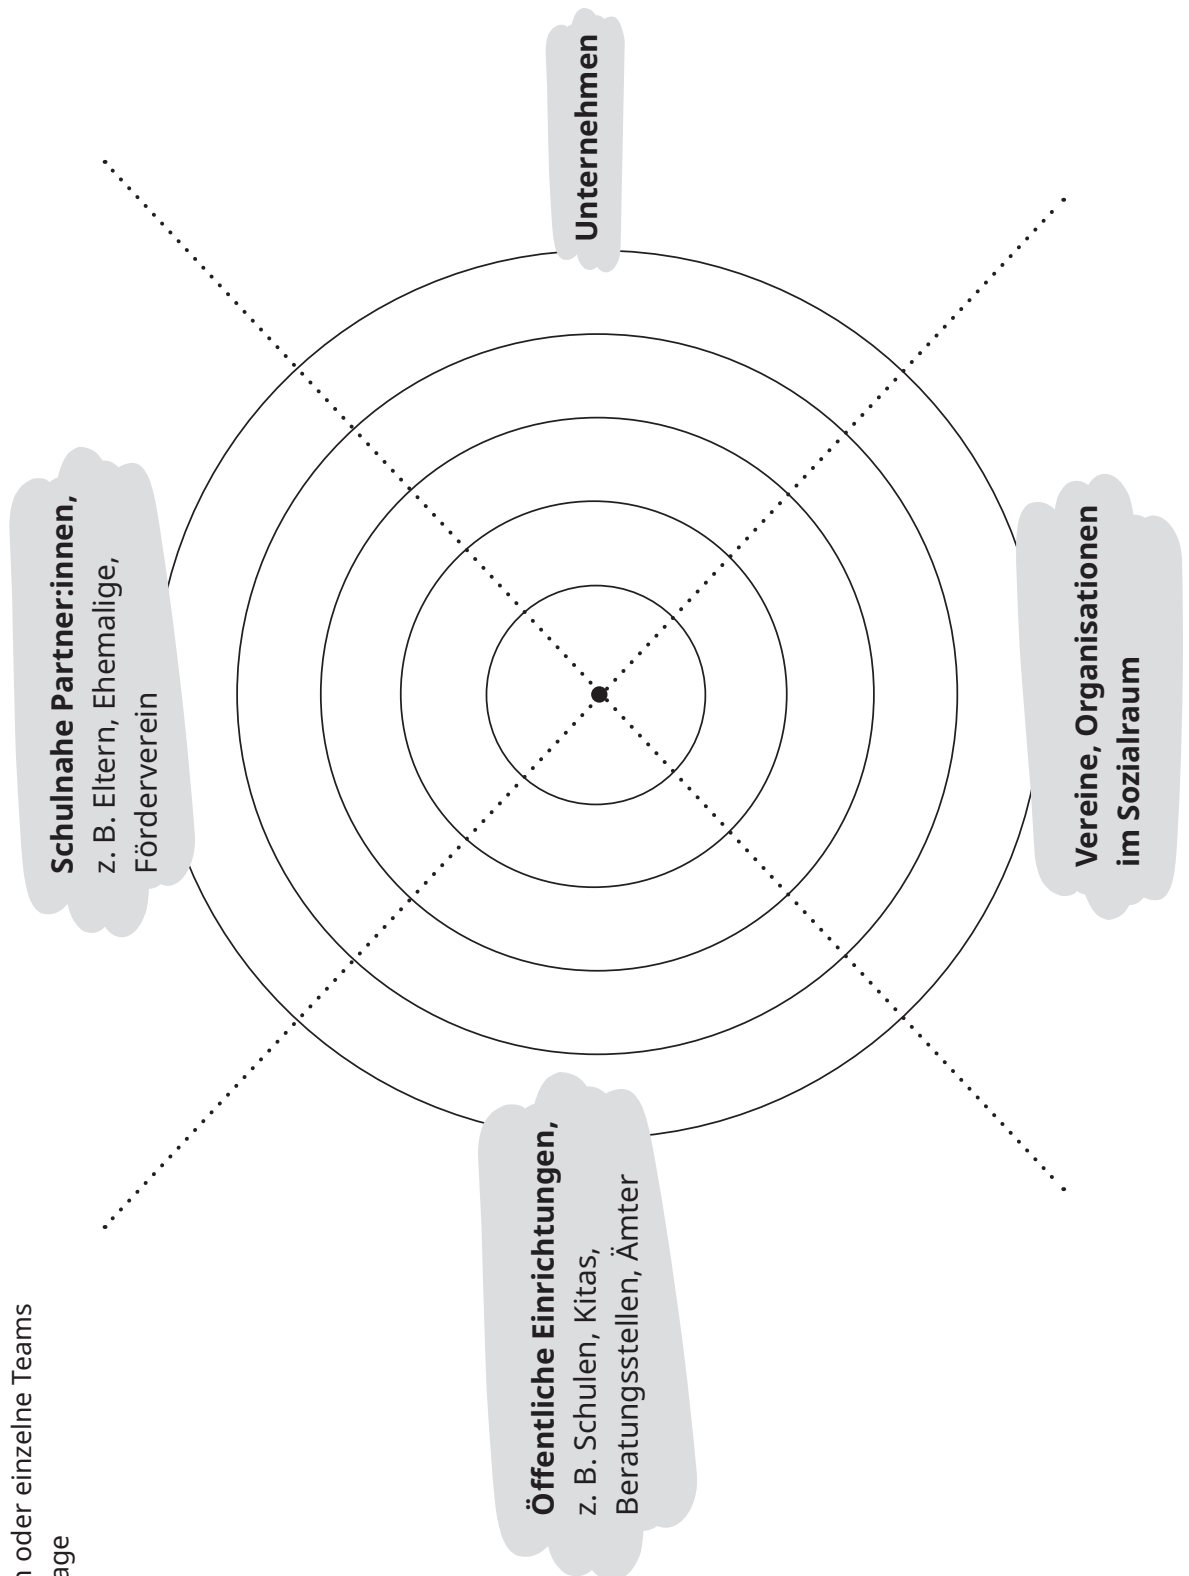 n oder einzelne Teams
age
Schulnahe Partner:innen,
z. B. Eltern, Ehemalige,
Förderverein
Öffentliche Einrichtungen,
z. B. Schulen, Kitas,
Beratungsstellen, Ämter
Unternehmen
Vereine, Organisationen
im Sozialraum